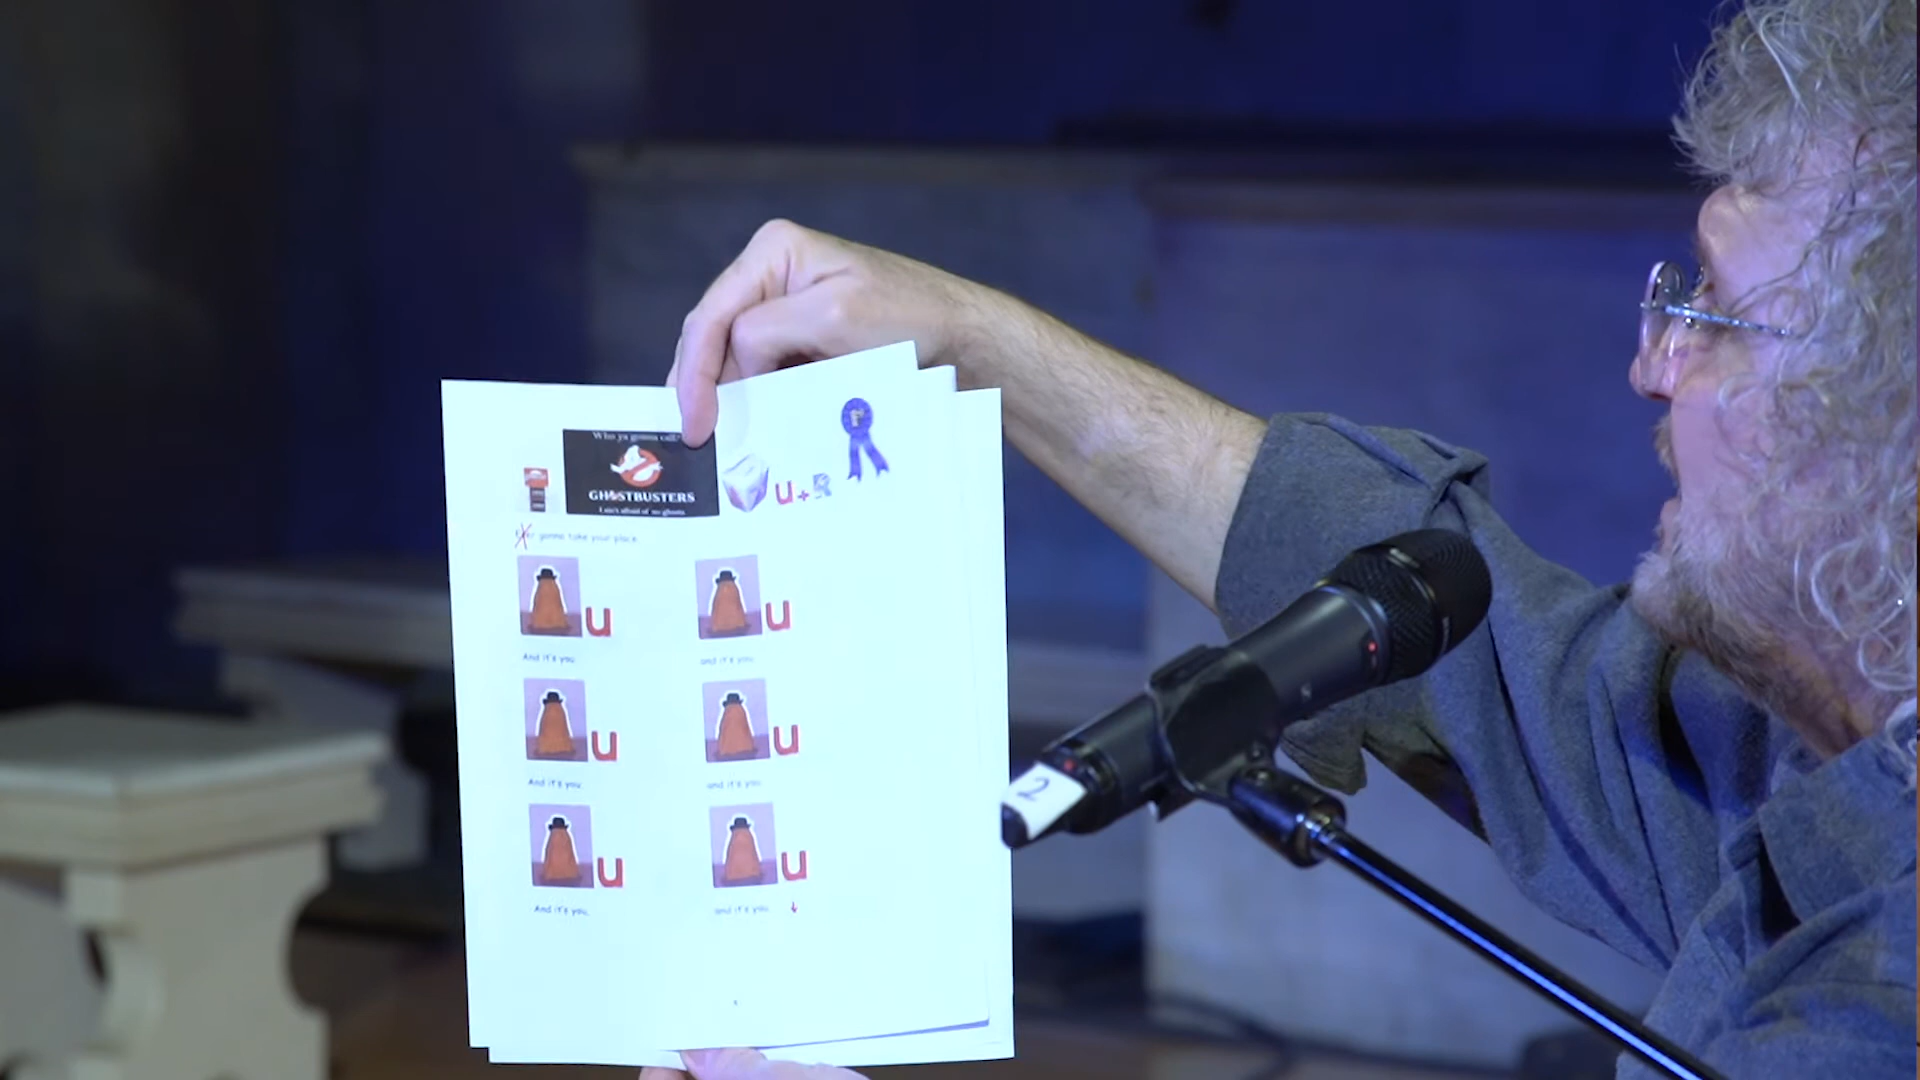 Who ya gonna call?
GHOSTBUSTERS
I ain't afraid of no ghosts
u+
Ever gonna take your place.
u u
And it's you, and it's you.
u u
And it's you, and it's you.
u u
And it's you, and it's you.
2